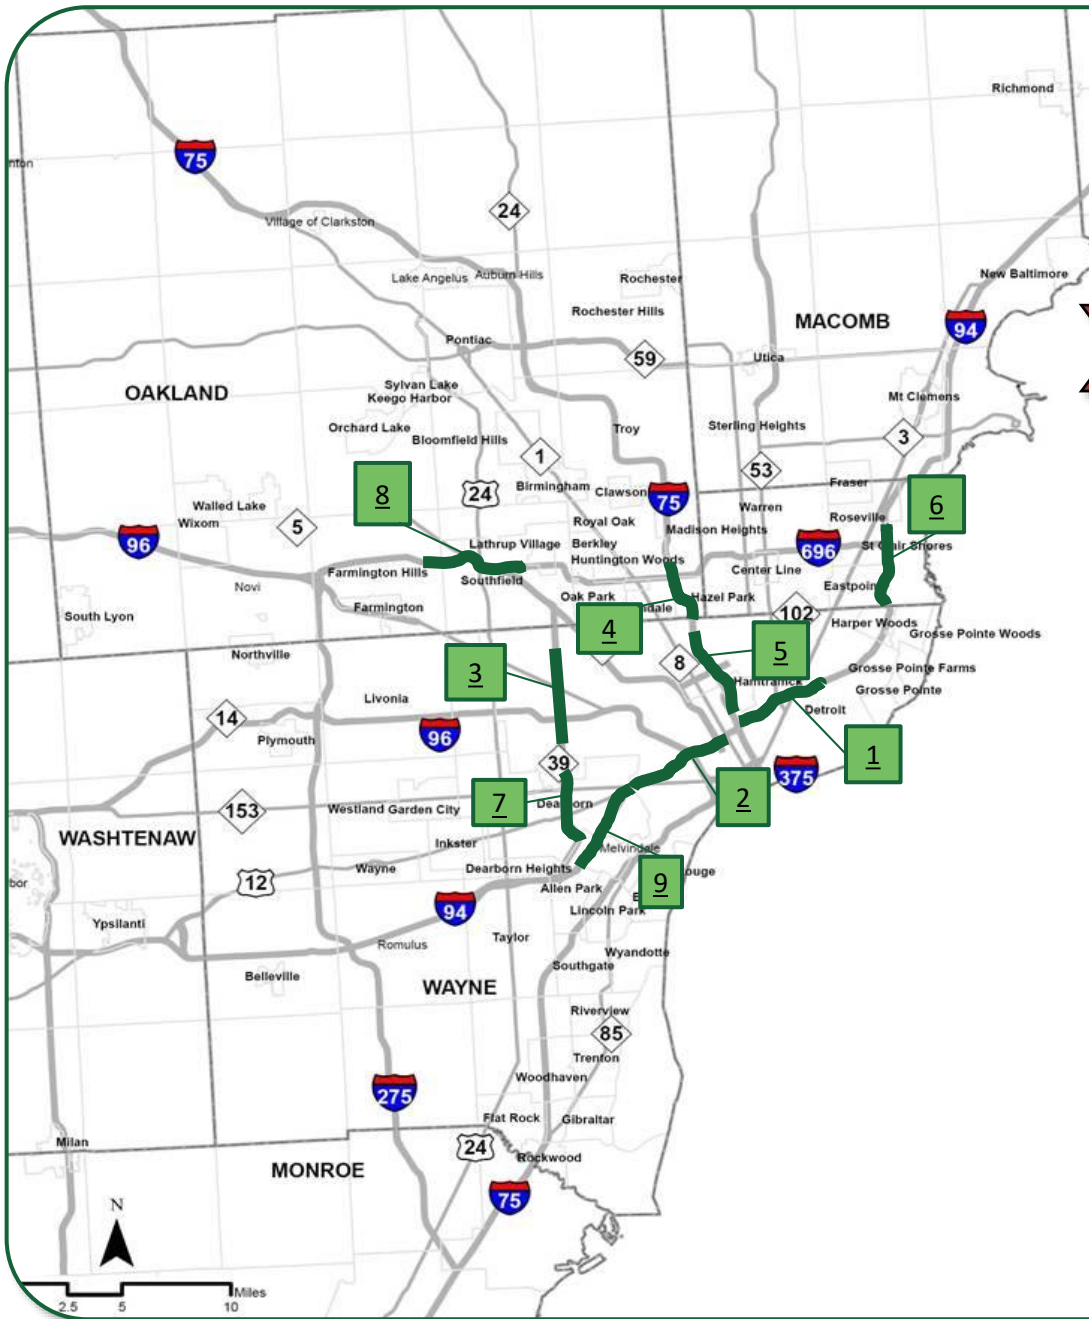 Richmond
75
24
Village of Clarkston
Lake Angelus
Auburn Hills
Rochester
New Baltimore
Rochester Hills
MACOMB
94
Pontiac
59
Utica
OAKLAND
Sylvan Lake
Keego Harbor
Mt Clemens
Orchard Lake
Bloomfield Hills
Troy
Sterling Heights
3
1
53
8
24
Birmingham
Clawson
75
Fraser
6
Walled Lake
Wixom
5
Warren
Royal Oak
Madison Heights
Roseville
96
Lathrup Village
Berkley
696
St Clair Shores
Farmington Hills
Southfield
Huntington Woods
Center Line
Novi
Eastpoin
South Lyon
Farmington
Oak Park
dale
Hazel Park
102
Harper Woods
4
Grosse Pointe Woods
Northville
3
8
5
Grosse Pointe Farms
Hamtramck
Grosse Pointe
Livonia
Detroit
14
Plymouth
96
1
39
375
2
153
Westland
Garden City
7
Dearborn
WASHTENAW
Inkster
Melvindale
Wayne
Dearborn Heights
9
ouge
12
bor
Allen Park
E
94
Lincoln Park
Ypsilanti
Romulus
Taylor
Wyandotte
Southgate
Belleville
WAYNE
Riverview
85
Trenton
Woodhaven
275
Flat Rock
Gibraltar
Milan
24
Rockwood
MONROE
75
N
Miles
2.5
5
10